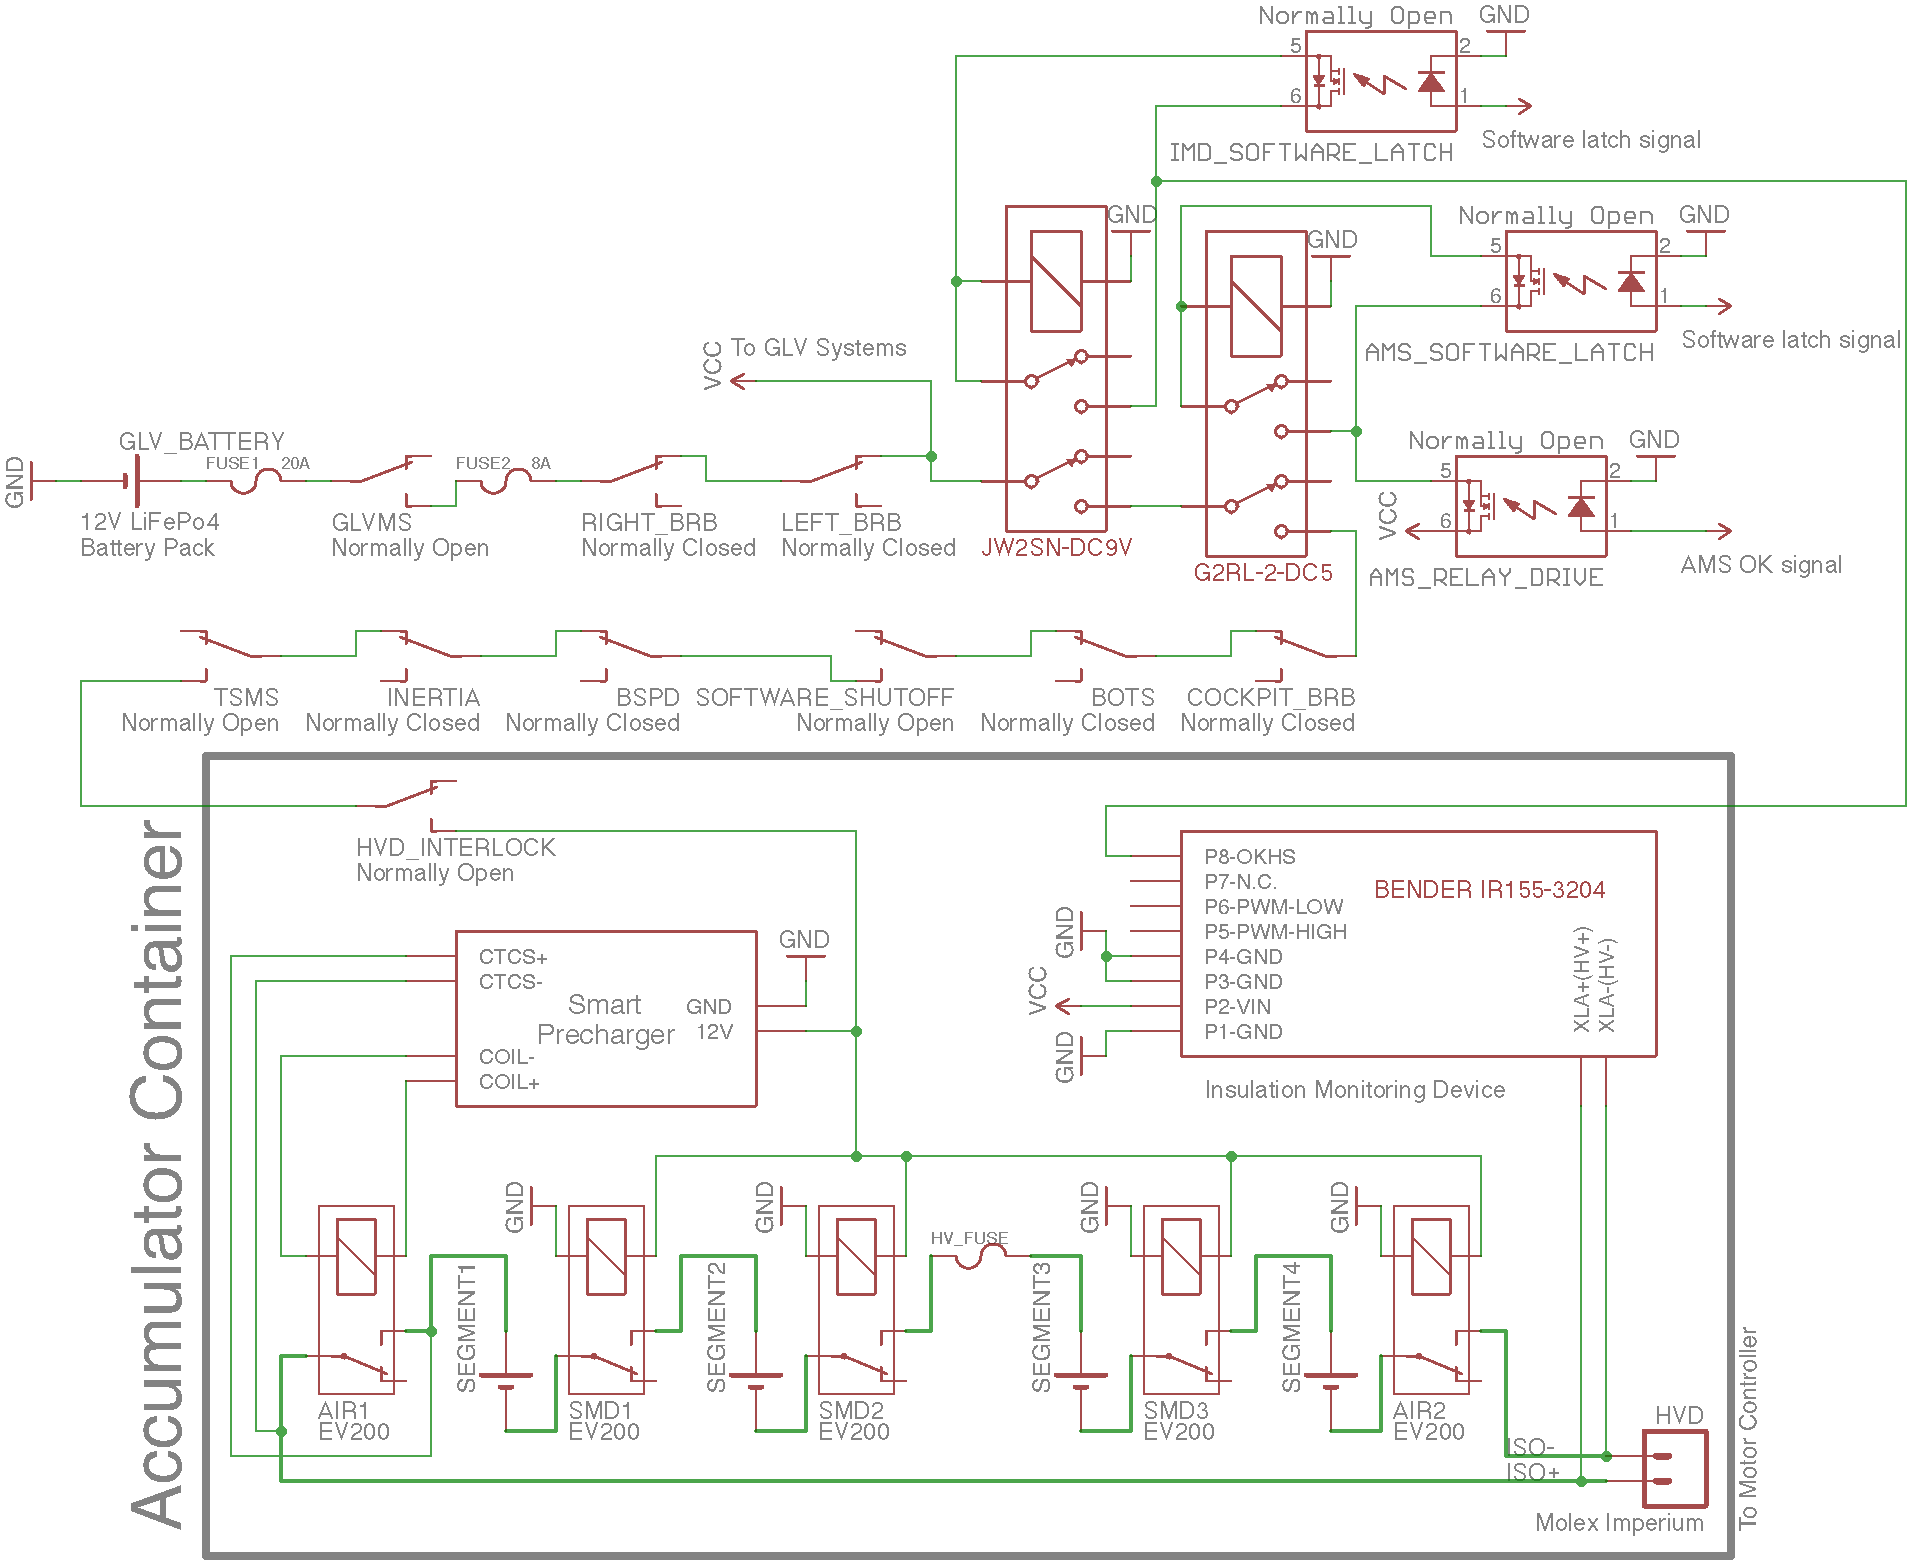 Normally Open
GND
5
2
6
1
IMD_SOFTWARE_LATCH
Software latch signal
GND
GND
Normally Open
GND
5
2
6
1
AMS_SOFTWARE_LATCH
Software latch signal
VCC
To GLV Systems
Normally Open
GND
5
2
VCC
6
1
AMS_RELAY_DRIVE
AMS OK signal
GND
GLV_BATTERY
12V LiFePo4
Battery Pack
FUSE1
20A
GLVMS
Normally Open
FUSE2
8A
RIGHT_BRB
Normally Closed
LEFT_BRB
Normally Closed
JW2SN-DC9V
G2RL-2-DC5
TSMS
Normally Open
INERTIA
Normally Closed
BSPD
Normally Closed
SOFTWARE_SHUTOFF
Normally Open
BOTS
Normally Closed
COCKPIT_BRB
Normally Closed
Accumulator Container
HVD_INTERLOCK
Normally Open
CTCS+
CTCS-
COIL-
COIL+
Smart
Precharger
GND
12V
GND
P8-OKHS
P7-N.C.
P6-PWM-LOW
P5-PWM-HIGH
P4-GND
P3-GND
P2-VIN
P1-GND
BENDER IR155-3204
XLA+(HV+)
XLA-(HV-)
GND
VCC
GND
Insulation Monitoring Device
AIR1
EV200
SEGMENT1
GND
SMD1
EV200
SEGMENT2
GND
SMD2
EV200
HV_FUSE
SEGMENT3
GND
SMD3
EV200
SEGMENT4
GND
AIR2
EV200
ISO-
ISO+
HVD
Molex Imperium
To Motor Controller